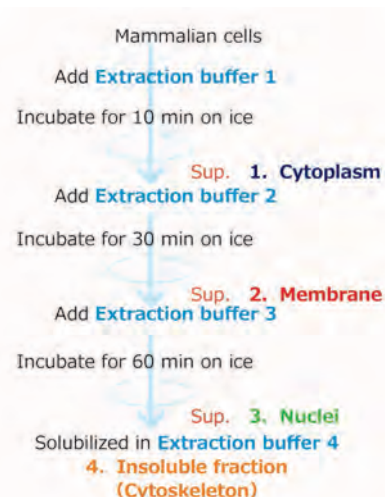 Mammalian cells
Add Extraction buffer 1
Incubate for 10 min on ice
Sup. 1. Cytoplasm
Add Extraction buffer 2
Incubate for 30 min on ice
Sup. 2. Membrane
Add Extraction buffer 3
Incubate for 60 min on ice
Sup. 3. Nuclei
Solubilized in Extraction buffer 4
4. Insoluble fraction
(Cytoskeleton)